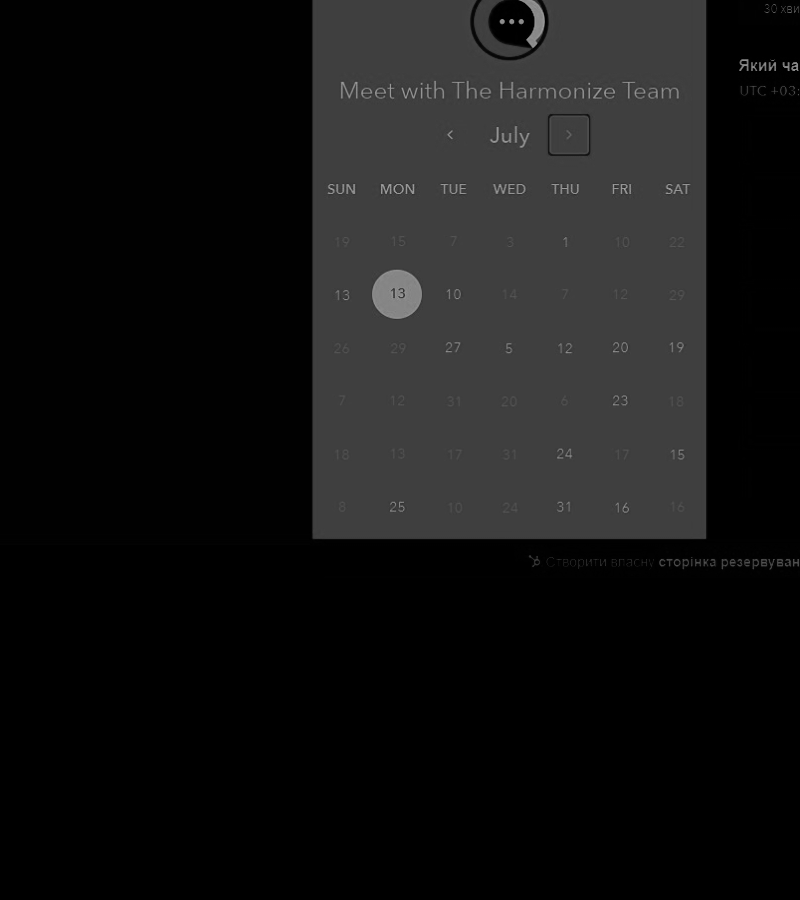 30 хви
Meet with The Harmonize Team
Який ча
UTC +03:
July
SUN MON TUE WED THU FRI SAT
19 15 7 3 1 10 22
13 13 10 14 7 12 29
26 29 27 5 12 20 19
7 12 31 20 6 23 18
18 13 17 31 24 17 15
8 25 10 24 31 16 16
Створити власну сторінка резервуван